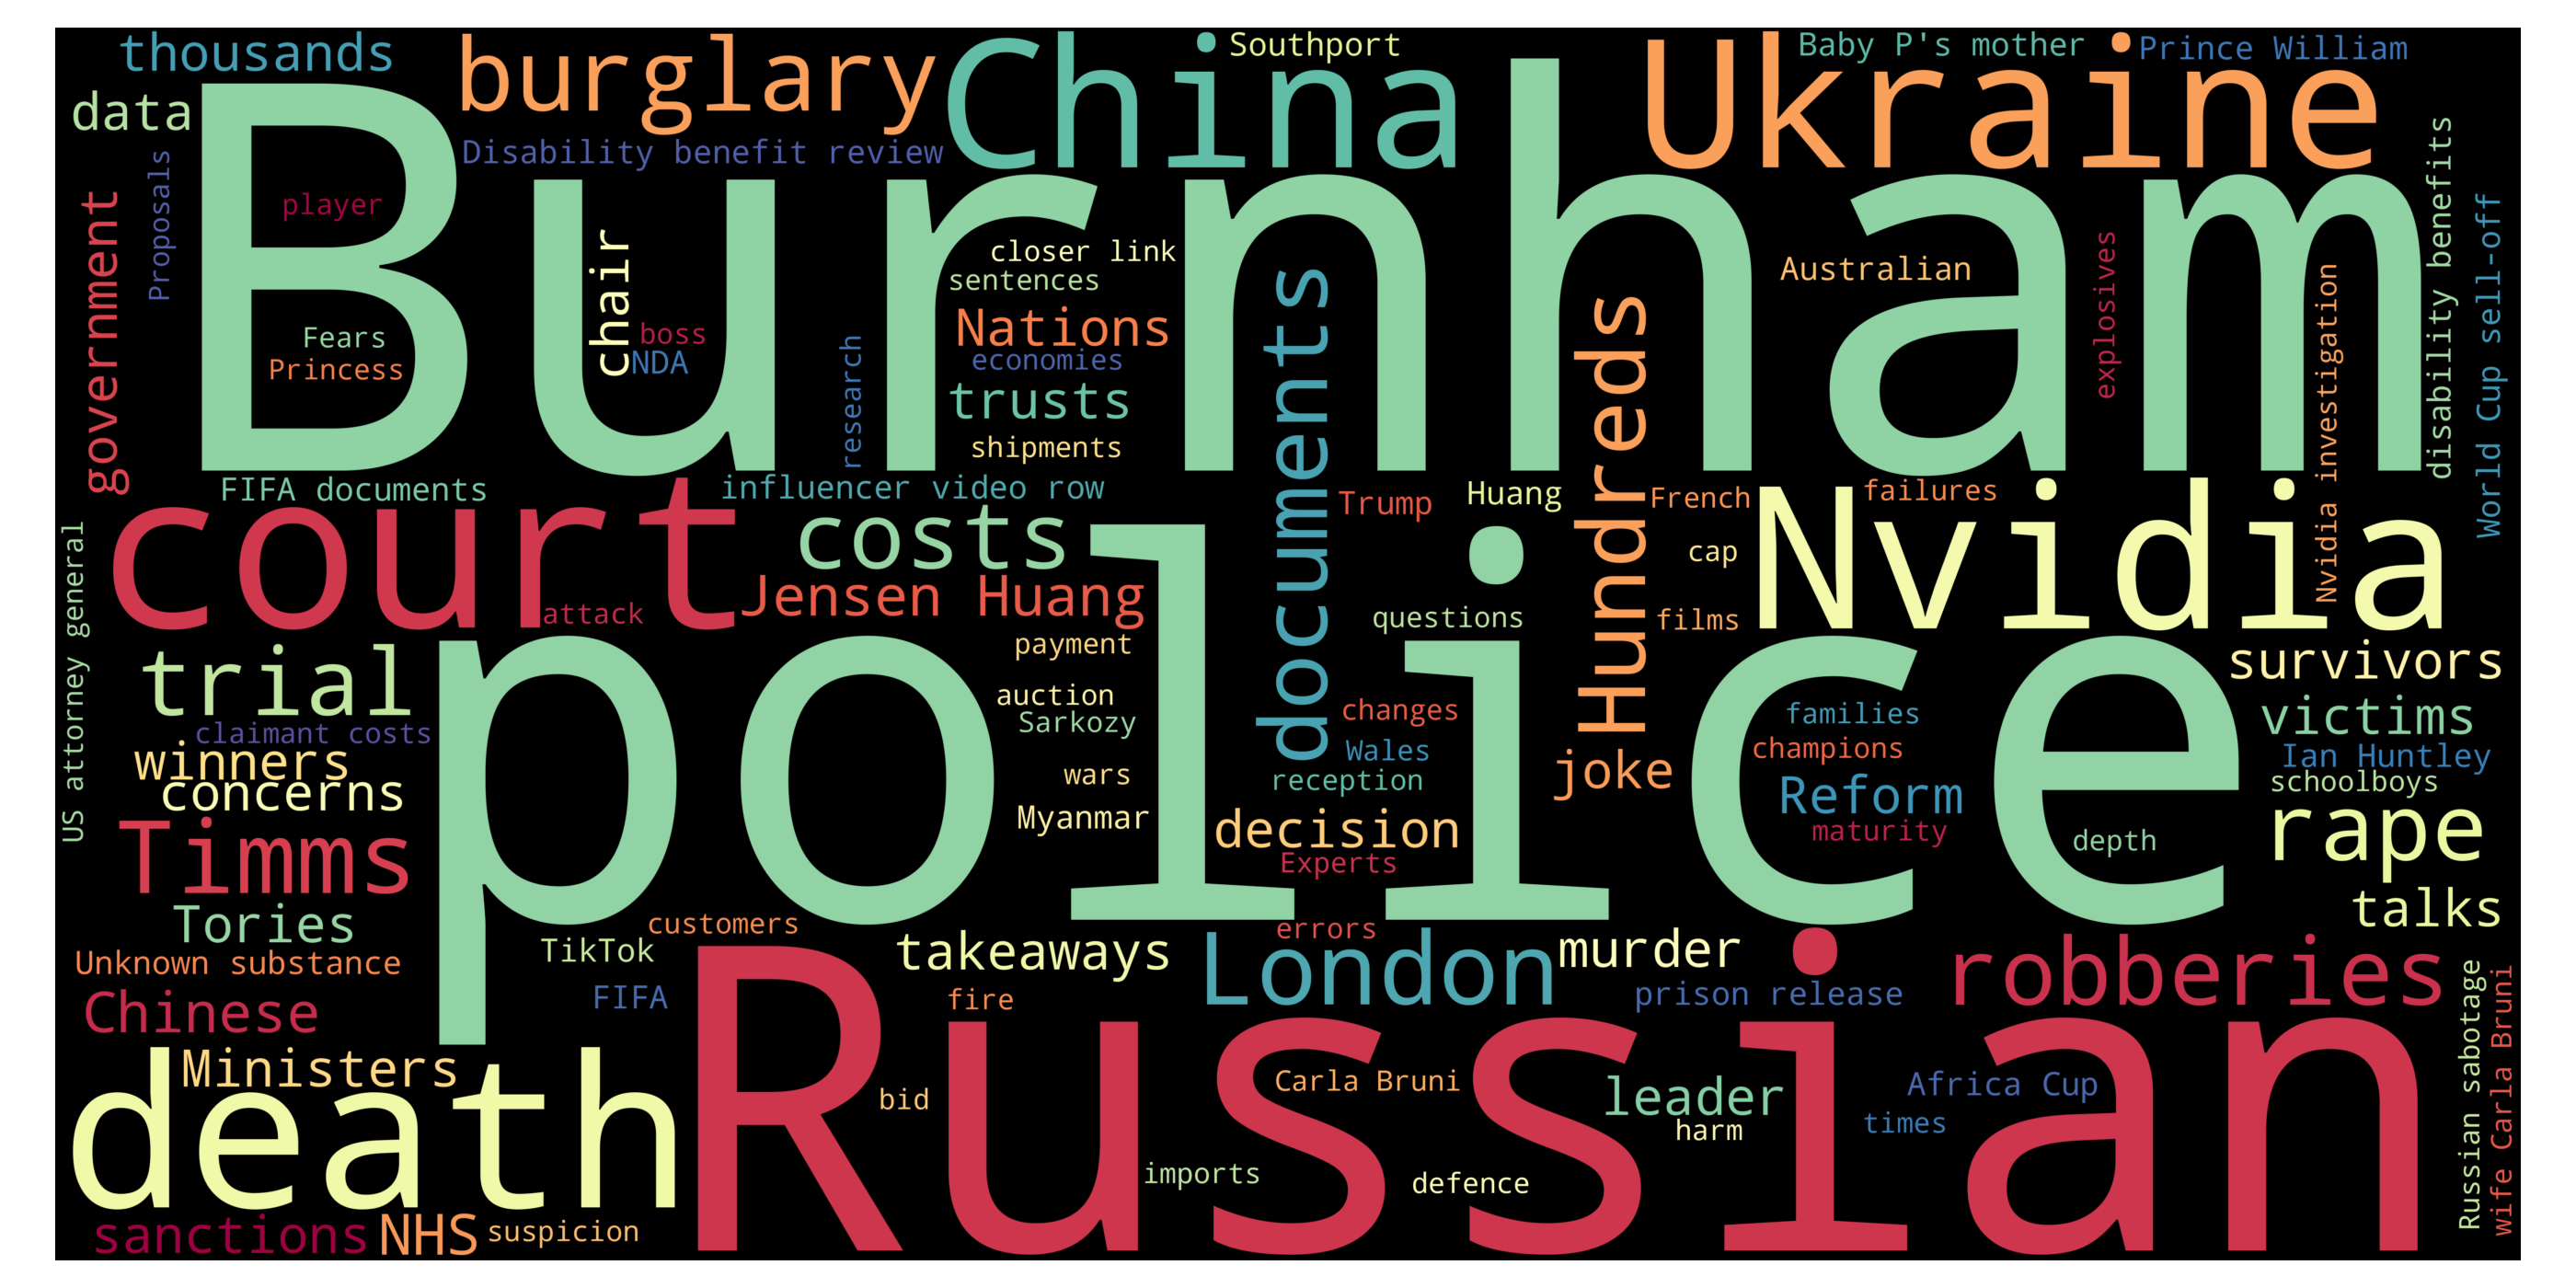 thousands
burglary
China
Southport
Ukraine
Baby P's mother
Prince William
data
Burnham
Disability benefit review
Proposals
player
government
chair
closer link
sentences
documents
Hundreds
Australian
explosives
disability benefits
World Cup sell-off
Nvidia investigation
Fears
boss
NDA
Princess
research
Nations
economies
trusts
shipments
FIFA documents
influencer video row
Trump
Huang
French
failures
court
costs
cap
Nvidia
US attorney general
attack
Jensen Huang
questions
films
trial
payment
police
survivors
auction
changes
families
victims
claimant costs
Sarkozy
Wales
champions
Ian Huntley
winners
wars
reception
joke
Reform
schoolboys
concerns
Myanmar
decision
maturity
depth
rape
Timms
Experts
Tories
customers
errors
talks
Unknown substance
TikTok
takeaways
London
murder
robberies
Chinese
FIFA
fire
prison release
Russian
Russian sabotage
wife Carla Bruni
Ministers
death
bid
Carla Bruni
leader
Africa Cup
harm
times
imports
defence
sanctions
NHS
suspicion